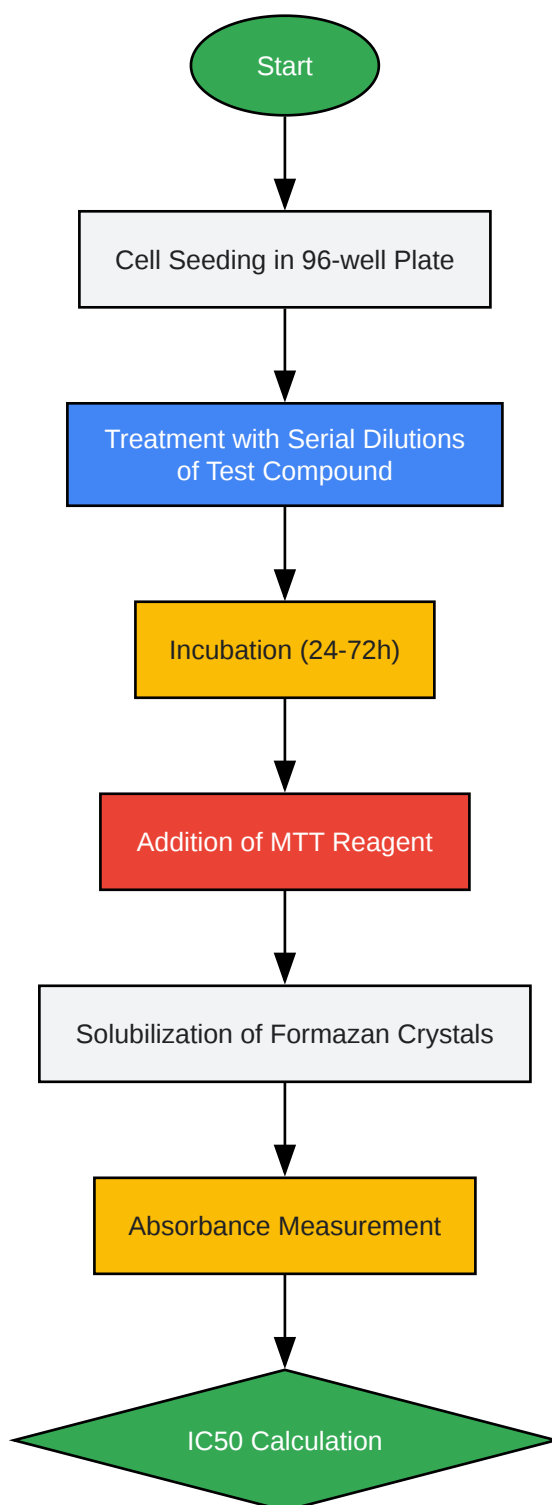 Start
Cell Seeding in 96-well Plate
Treatment with Serial Dilutions
of Test Compound
Incubation (24-72h)
Addition of MTT Reagent
Solubilization of Formazan Crystals
Absorbance Measurement
IC50 Calculation